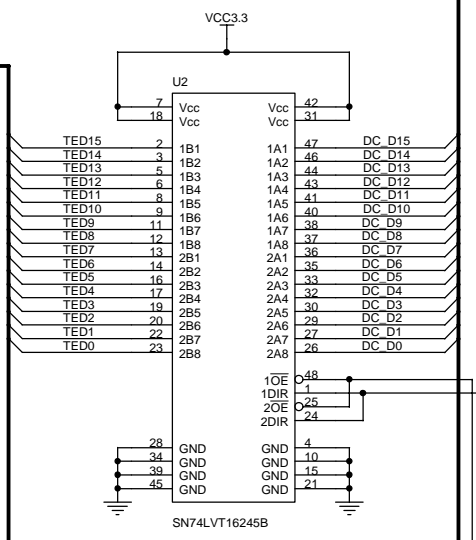 VCC3.3
U2
7 Vcc Vcc 42
18 Vcc Vcc 31
TED15 2 1B1 1A1 47 DC_D15
TED14 3 1B2 1A2 46 DC_D14
TED13 5 1B3 1A3 44 DC_D13
TED12 6 1B4 1A4 43 DC_D12
TED11 8 1B5 1A5 41 DC_D11
TED10 9 1B6 1A6 40 DC_D10
TED9 11 1B7 1A7 38 DC_D9
TED8 12 1B8 1A8 37 DC_D8
TED7 13 2B1 2A1 36 DC_D7
TED6 14 2B2 2A2 35 DC_D6
TED5 16 2B3 2A3 33 DC_D5
TED4 17 2B4 2A4 32 DC_D4
TED3 19 2B5 2A5 30 DC_D3
TED2 20 2B6 2A6 29 DC_D2
TED1 22 2B7 2A7 27 DC_D1
TED0 23 2B8 2A8 26 DC_D0
1OE 48
1DIR 1
2OE 25
2DIR 24
28 GND GND 4
34 GND GND 10
39 GND GND 15
45 GND GND 21
SN74LVT16245B